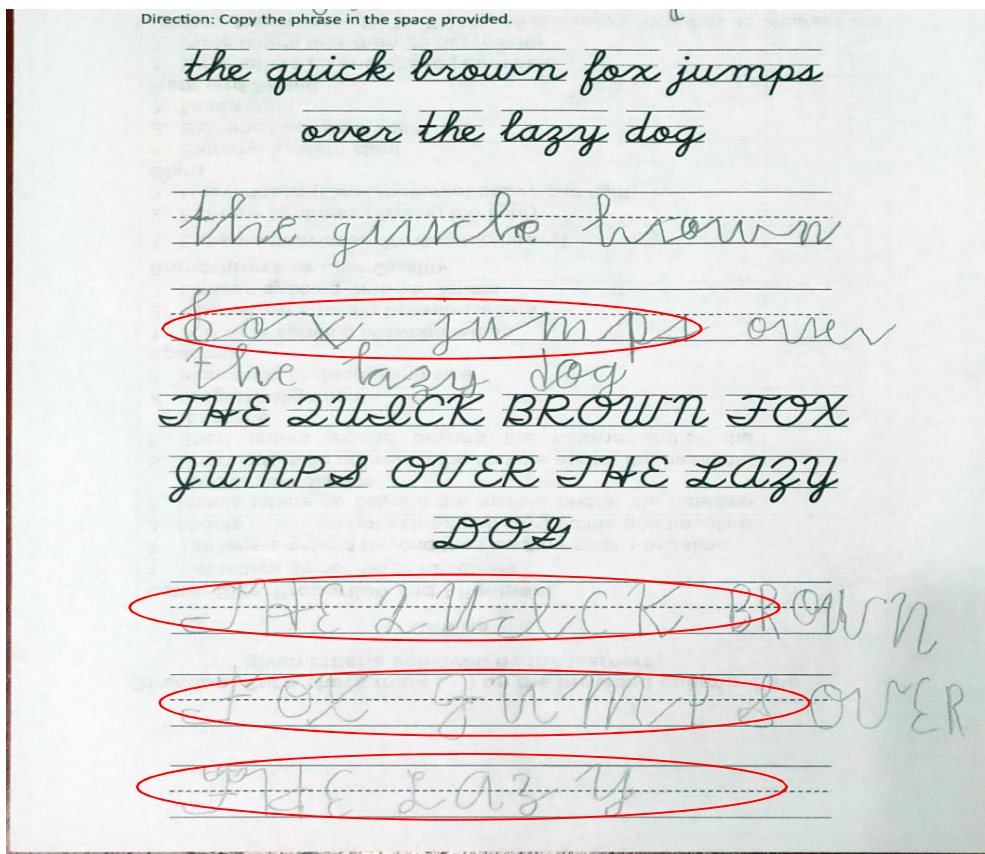 Direction: Copy the phrase in the space provided.
the quick brown fox jumps
over the lazy dog
the quicke brown
fox jumps over
the lazy dog
THE QUICK BROWN FOX
JUMPS OVER THE LAZY
DOG
THE QUICK BROWN
FOX JUMPS OVER
THE LAZY